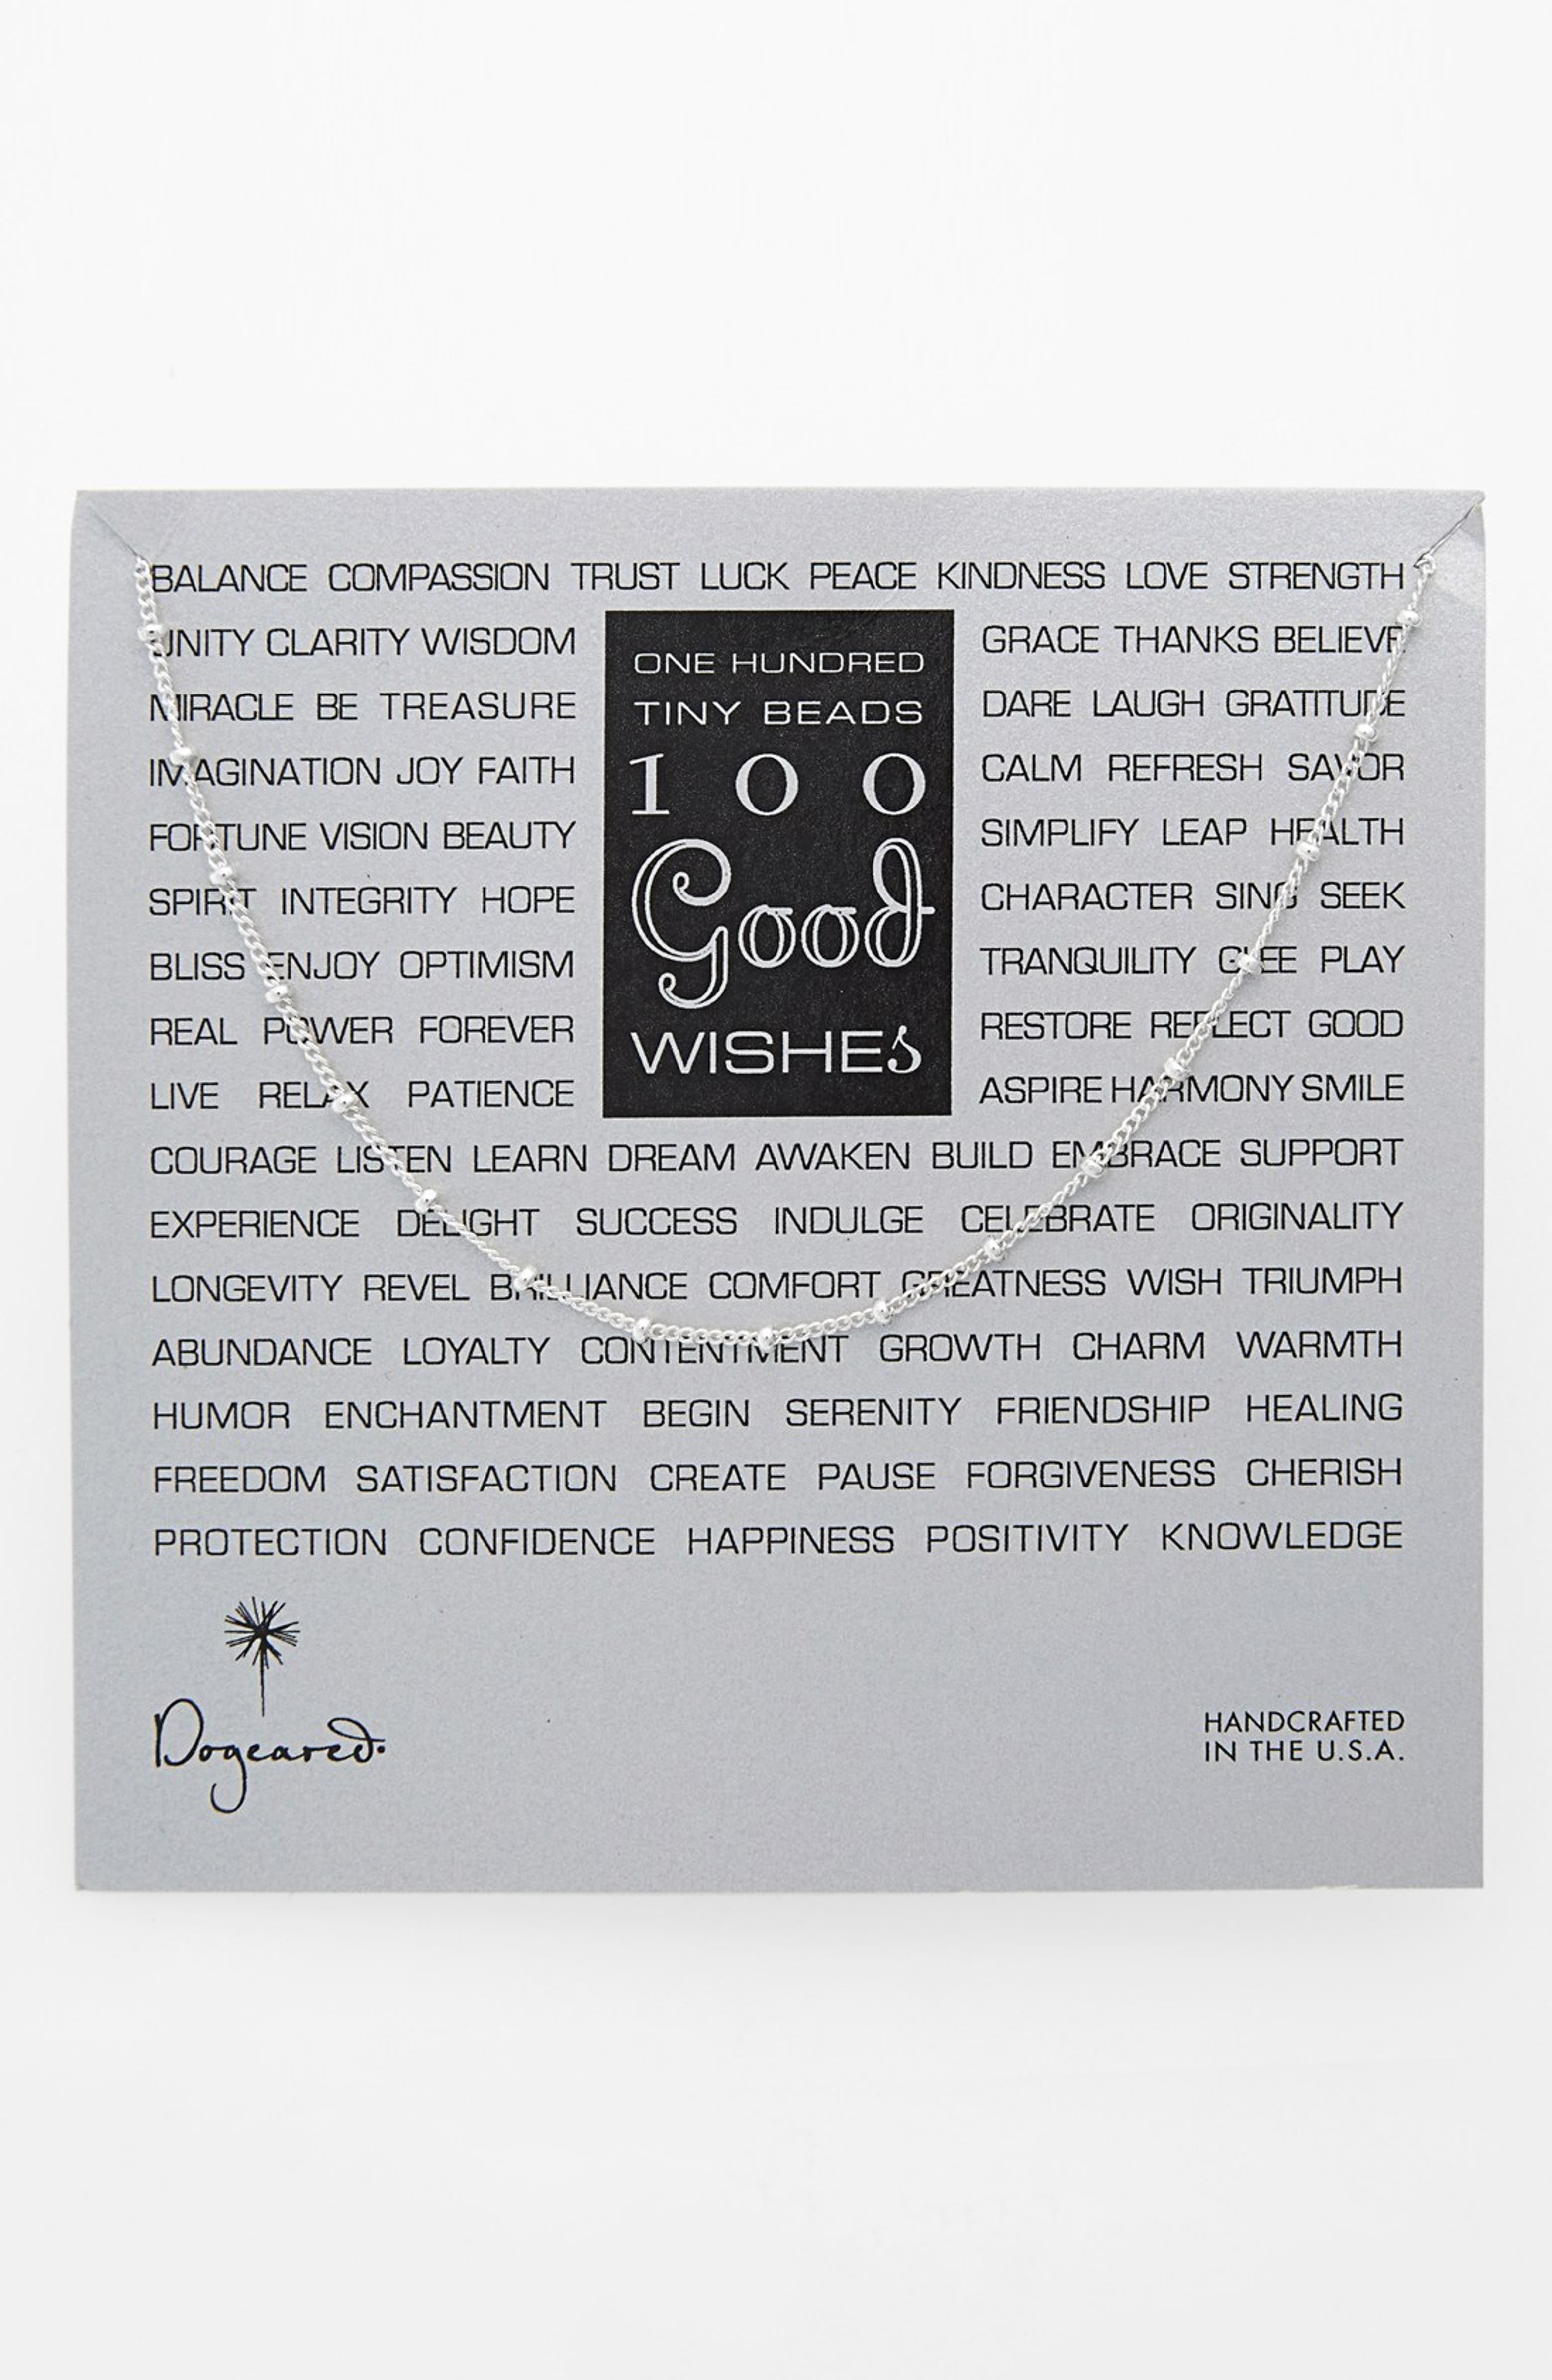 BALANCE COMPASSION TRUST LUCK PEACE KINDNESS LOVE STRENGTH
UNITY CLARITY WISDOM
MIRACLE BE TREASURE
IMAGINATION JOY FAITH
FORTUNE VISION BEAUTY
SPIRIT INTEGRITY HOPE
BLISS ENJOY OPTIMISM
REAL POWER FOREVER
LIVE RELAX PATIENCE
ONE HUNDRED
TINY BEADS
100
Good
WISHEs
GRACE THANKS BELIEVE
DARE LAUGH GRATITUDE
CALM REFRESH SAVOR
SIMPLIFY LEAP HEALTH
CHARACTER SING SEEK
TRANQUILITY GLEE PLAY
RESTORE REFLECT GOOD
ASPIRE HARMONY SMILE
COURAGE LISTEN LEARN DREAM AWAKEN BUILD EMBRACE SUPPORT
EXPERIENCE DELIGHT SUCCESS INDULGE CELEBRATE ORIGINALITY
LONGEVITY REVEL BRILLIANCE COMFORT GREATNESS WISH TRIUMPH
ABUNDANCE LOYALTY CONTENTMENT GROWTH CHARM WARMTH
HUMOR ENCHANTMENT BEGIN SERENITY FRIENDSHIP HEALING
FREEDOM SATISFACTION CREATE PAUSE FORGIVENESS CHERISH
PROTECTION CONFIDENCE HAPPINESS POSITIVITY KNOWLEDGE
Dogeared.
HANDCRAFTED
IN THE U.S.A.